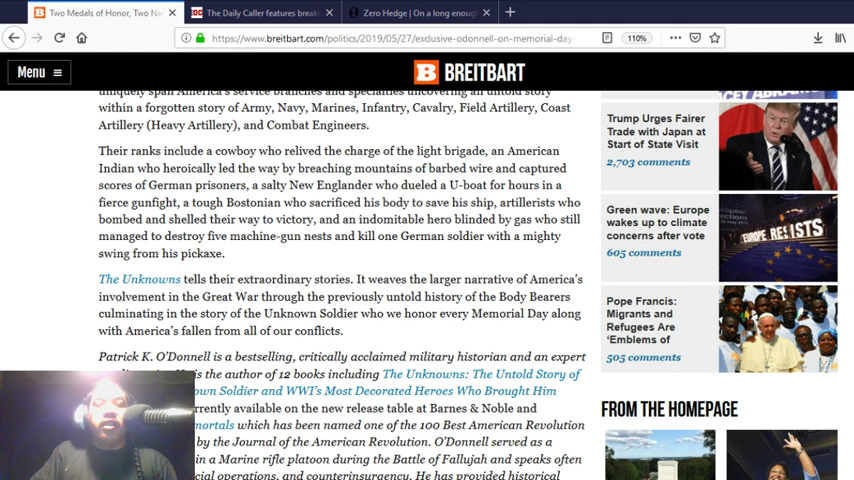 Two Medals of Honor, Two Na
The Daily Caller features break
Zero Hedge | On a long enough
https://www.breitbart.com/politics/2019/05/27/exclusive-odonnell-on-memorial-day-
110%
Menu
B BREITBART
uniquely span America's service branches and specialties uncovering an untold story
within a forgotten story of Army, Navy, Marines, Infantry, Cavalry, Field Artillery, Coast
Artillery (Heavy Artillery), and Combat Engineers.
Their ranks include a cowboy who relived the charge of the light brigade, an American
Indian who heroically led the way by breaching mountains of barbed wire and captured
scores of German prisoners, a salty New Englander who dueled a U-boat for hours in a
fierce gunfight, a tough Bostonian who sacrificed his body to save his ship, artillerists who
bombed and shelled their way to victory, and an indomitable hero blinded by gas who still
managed to destroy five machine-gun nests and kill one German soldier with a mighty
swing from his pickaxe.
The Unknowns tells their extraordinary stories. It weaves the larger narrative of America's
involvement in the Great War through the previously untold history of the Body Bearers
culminating in the story of the Unknown Soldier who we honor every Memorial Day along
with America's fallen from all of our conflicts.
Patrick K. O'Donnell is a bestselling, critically acclaimed military historian and an expert
is the author of 12 books including The Unknowns: The Untold Story of
own Soldier and WWI's Most Decorated Heroes Who Brought Him
rrently available on the new release table at Barnes & Noble and
mortals which has been named one of the 100 Best American Revolution
by the Journal of the American Revolution. O'Donnell served as a
in a Marine rifle platoon during the Battle of Fallujah and speaks often
cial operations, and counterinsurgency. He has provided historical
STACEY ABRAMS
Trump Urges Fairer
Trade with Japan at
Start of State Visit
2,703 comments
Green wave: Europe
wakes up to climate
concerns after vote
605 comments
EUROPE RESISTS
Pope Francis:
Migrants and
Refugees Are
'Emblems of
505 comments
FROM THE HOMEPAGE